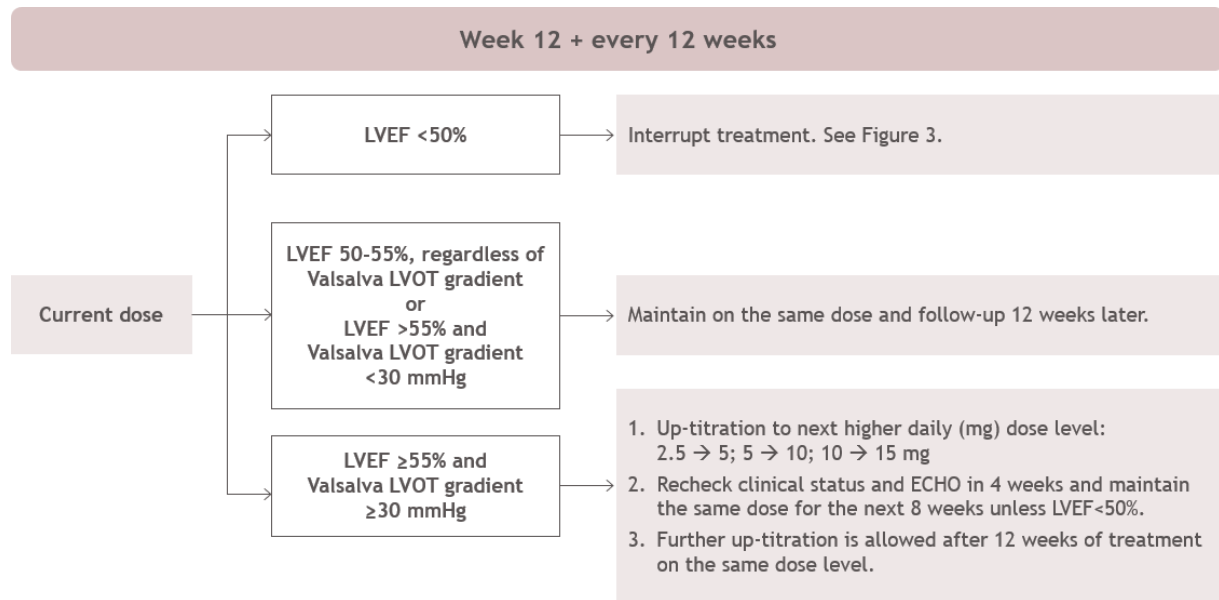 Week 12 + every 12 weeks
Current dose
LVEF <50%
Interrupt treatment. See Figure 3.
LVEF 50-55%, regardless of
Valsalva LVOT gradient
or
LVEF >55% and
Valsalva LVOT gradient
<30 mmHg
Maintain on the same dose and follow-up 12 weeks later.
LVEF ≥55% and
Valsalva LVOT gradient
≥30 mmHg
1. Up-titration to next higher daily (mg) dose level:
2.5 → 5; 5 → 10; 10 → 15 mg
2. Recheck clinical status and ECHO in 4 weeks and maintain
the same dose for the next 8 weeks unless LVEF<50%.
3. Further up-titration is allowed after 12 weeks of treatment
on the same dose level.